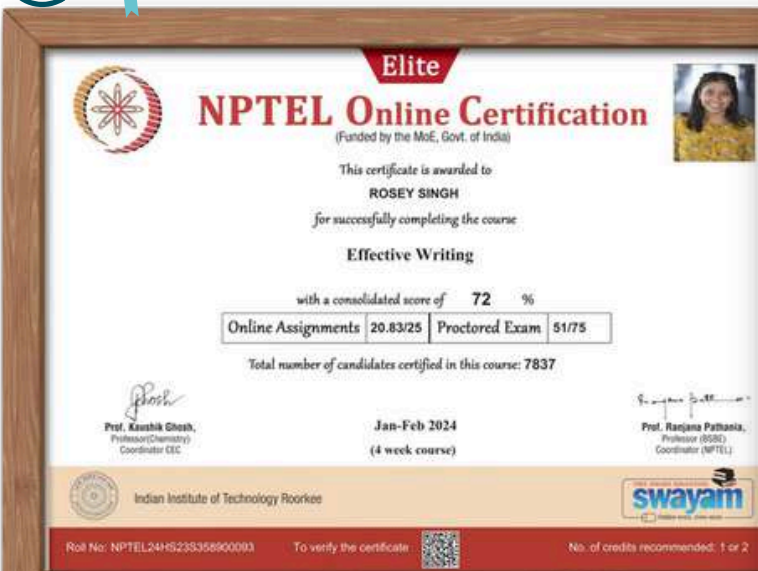 Elite
NPTEL Online Certification
(Funded by the MoE, Govt. of India)
This certificate is awarded to
ROSEY SINGH
for successfully completing the course
Effective Writing
with a consolidated score of 72 %
Online Assignments 20.83/25 Proctored Exam 51/75
Total number of candidates certified in this course: 7837
Prof. Kaushik Ghosh,
Professor(Chemistry)
Coordinator CEC
Jan-Feb 2024
(4 week course)
Prof. Ranjana Pathania,
Professor (BSBE)
Coordinator (NPTEL)
Indian Institute of Technology Roorkee
swayam
Roll No: NPTEL24HS23S358900093 To verify the certificate No. of credits recommended: 1 or 2